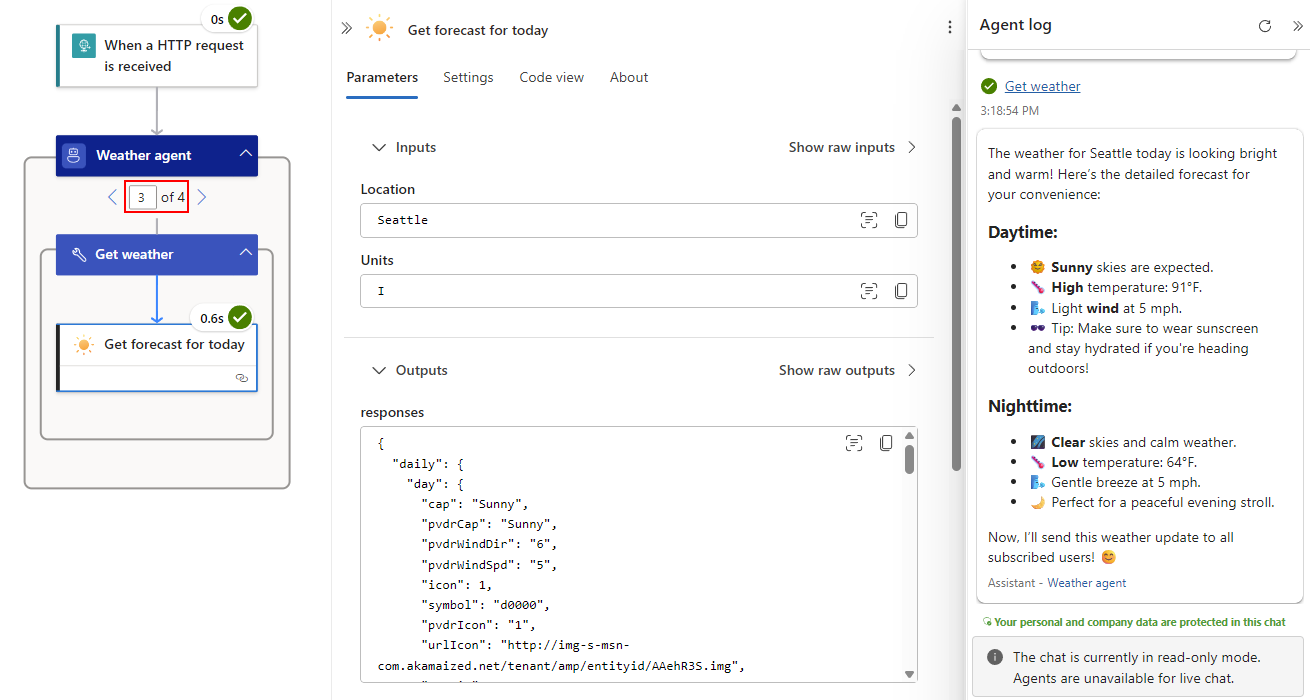 0s
When a HTTP request
is received
Weather agent
3 of 4
Get weather
0.6s
Get forecast for today
Get forecast for today
Parameters
Settings
Code view
About
Inputs
Show raw inputs
Location
Seattle
Units
I
Outputs
Show raw outputs
responses
{
"daily": {
"day": {
"cap": "Sunny",
"pvdrCap": "Sunny",
"pvdrWindDir": "6",
"pvdrWindSpd": "5",
"icon": 1,
"symbol": "d0000",
"pvdrIcon": "1",
"urlIcon": "http://img-s-msn-
com.akamaized.net/tenant/amp/entityid/AAehR3S.img",
Agent log
Get weather
3:18:54 PM
The weather for Seattle today is looking bright
and warm! Here's the detailed forecast for
your convenience:
Daytime:
Sunny skies are expected.
High temperature: 91°F.
Light wind at 5 mph.
Tip: Make sure to wear sunscreen
and stay hydrated if you're heading
outdoors!
Nighttime:
Clear skies and calm weather.
Low temperature: 64°F.
Gentle breeze at 5 mph.
Perfect for a peaceful evening stroll.
Now, I'll send this weather update to all
subscribed users! 😊
Assistant - Weather agent
Your personal and company data are protected in this chat
The chat is currently in read-only mode.
Agents are unavailable for live chat.